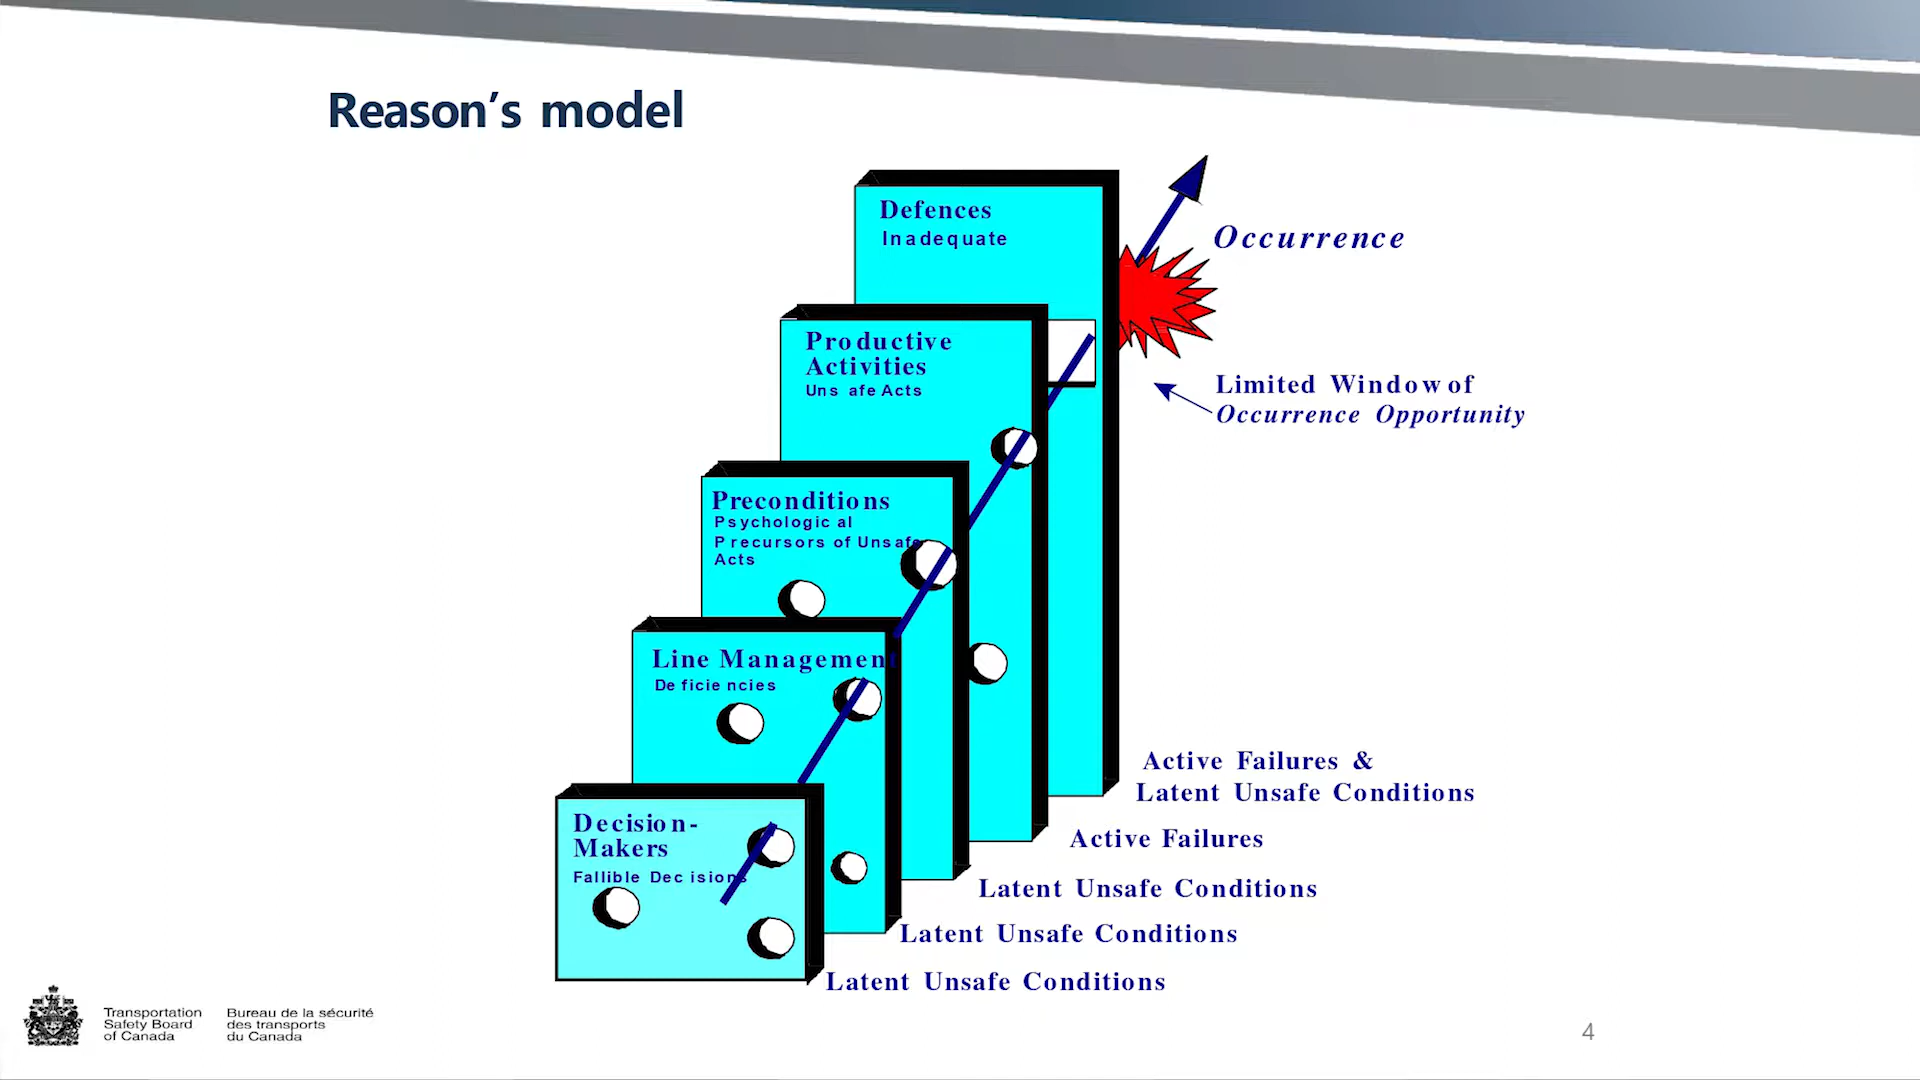 Reason’s model
Defences
Inadequate
Occurrence
Productive
Activities
Unsafe Acts
Limited Window of
Occurrence Opportunity
Preconditions
Psychological
Precursors of Unsafe
Acts
Line Management
Deficiencies
Decision-
Makers
Fallible Decisions
Active Failures &
Latent Unsafe Conditions
Active Failures
Latent Unsafe Conditions
Latent Unsafe Conditions
Latent Unsafe Conditions
Transportation
Safety Board
of Canada
Bureau de la sécurité
des transports
du Canada
4